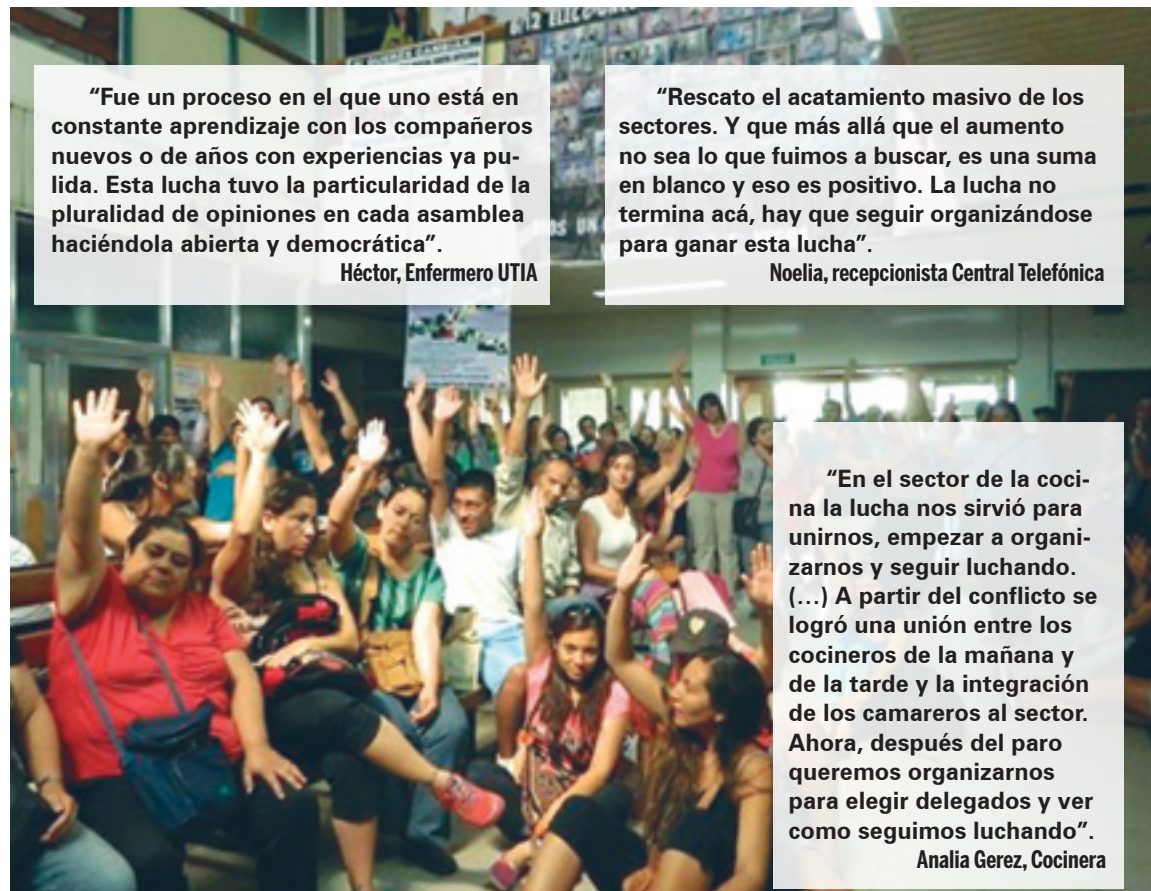 6/12 ELECCIONES
“Fue un proceso en el que uno está en
constante aprendizaje con los compañeros
nuevos o de años con experiencias ya pu-
lida. Esta lucha tuvo la particularidad de la
pluralidad de opiniones en cada asamblea
haciéndola abierta y democrática”.
Héctor, Enfermero UTIA
“Rescato el acatamiento masivo de los
sectores. Y que más allá que el aumento
no sea lo que fuimos a buscar, es una suma
en blanco y eso es positivo. La lucha no
termina acá, hay que seguir organizándose
para ganar esta lucha”.
Noelia, recepcionista Central Telefónica
“En el sector de la coci-
na la lucha nos sirvió para
unirnos, empezar a organi-
zarnos y seguir luchando.
(…) A partir del conflicto se
logró una unión entre los
cocineros de la mañana y
de la tarde y la integración
de los camareros al sector.
Ahora, después del paro
queremos organizarnos
para elegir delegados y ver
como seguimos luchando”.
Analia Gerez, Cocinera